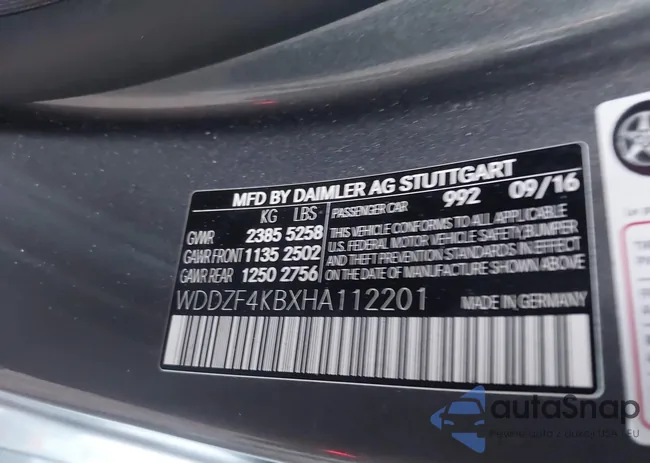 MFD BY DAIMLER AG STUTTGART
KG LBS PASSENGER CAR 992 09/16
GVWR 2385 5258
GAWR FRONT 1135 2502
GAWR REAR 1250 2756
THIS VEHICLE CONFORMS TO ALL APPLICABLE
U.S. FEDERAL MOTOR VEHICLE SAFETY, BUMPER
AND THEFT PREVENTION STANDARDS IN EFFECT
ON THE DATE OF MANUFACTURE SHOWN ABOVE
WDDZF4KBXHA112201 MADE IN GERMANY
autoSnap